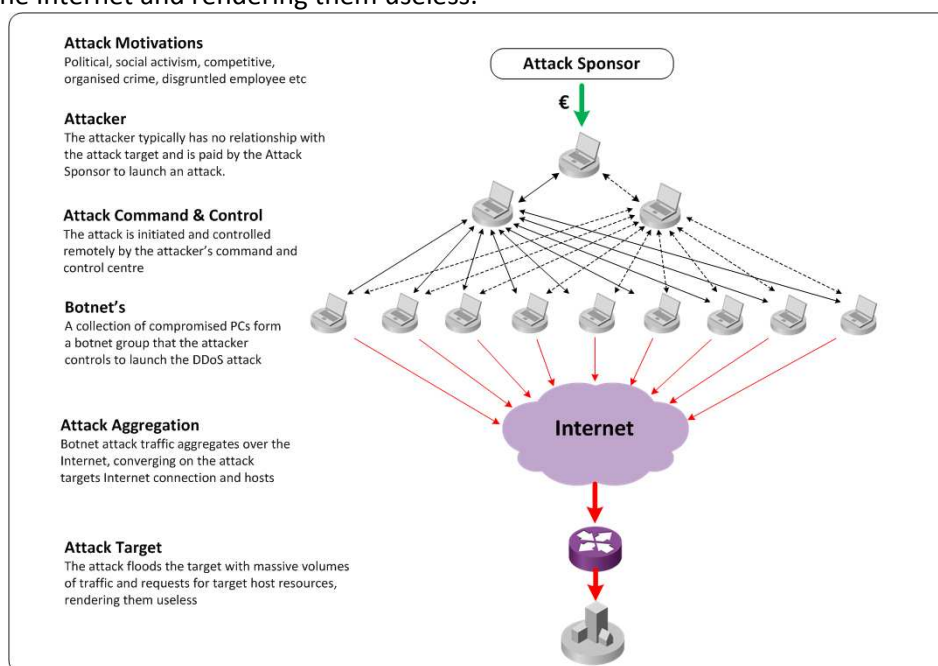 he Internet and rendering them useless.
Attack Motivations
Political, social activism, competitive,
organised crime, disgruntled employee etc
Attack Sponsor
€
Attacker
The attacker typically has no relationship with
the attack target and is paid by the Attack
Sponsor to launch an attack.
Attack Command & Control
The attack is initiated and controlled
remotely by the attacker's command and
control centre
Botnet's
A collection of compromised PCs form
a botnet group that the attacker
controls to launch the DDoS attack
Attack Aggregation
Botnet attack traffic aggregates over the
Internet, converging on the attack
targets Internet connection and hosts
Internet
Attack Target
The attack floods the target with massive volumes
of traffic and requests for target host resources,
rendering them useless